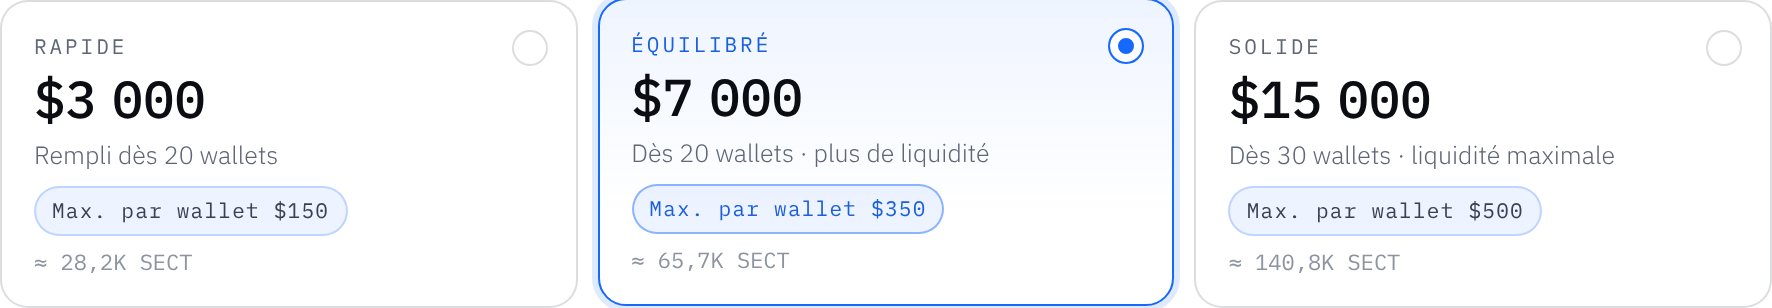 RAPIDE
$3 000
Rempli dès 20 wallets
Max. par wallet $150
≈ 28,2K SECT
ÉQUILIBRÉ
$7 000
Dès 20 wallets · plus de liquidité
Max. par wallet $350
≈ 65,7K SECT
SOLIDE
$15 000
Dès 30 wallets · liquidité maximale
Max. par wallet $500
≈ 140,8K SECT